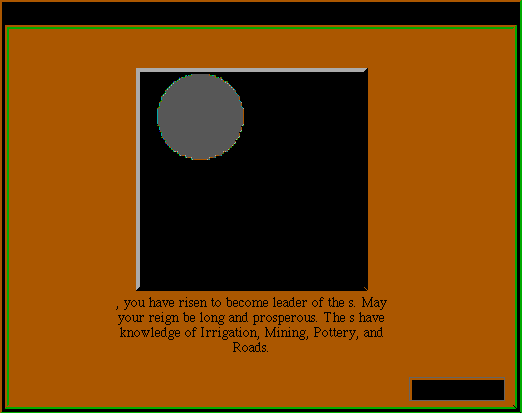 , you have risen to become leader of the s. May
your reign be long and prosperous. The s have
knowledge of Irrigation, Mining, Pottery, and
Roads.